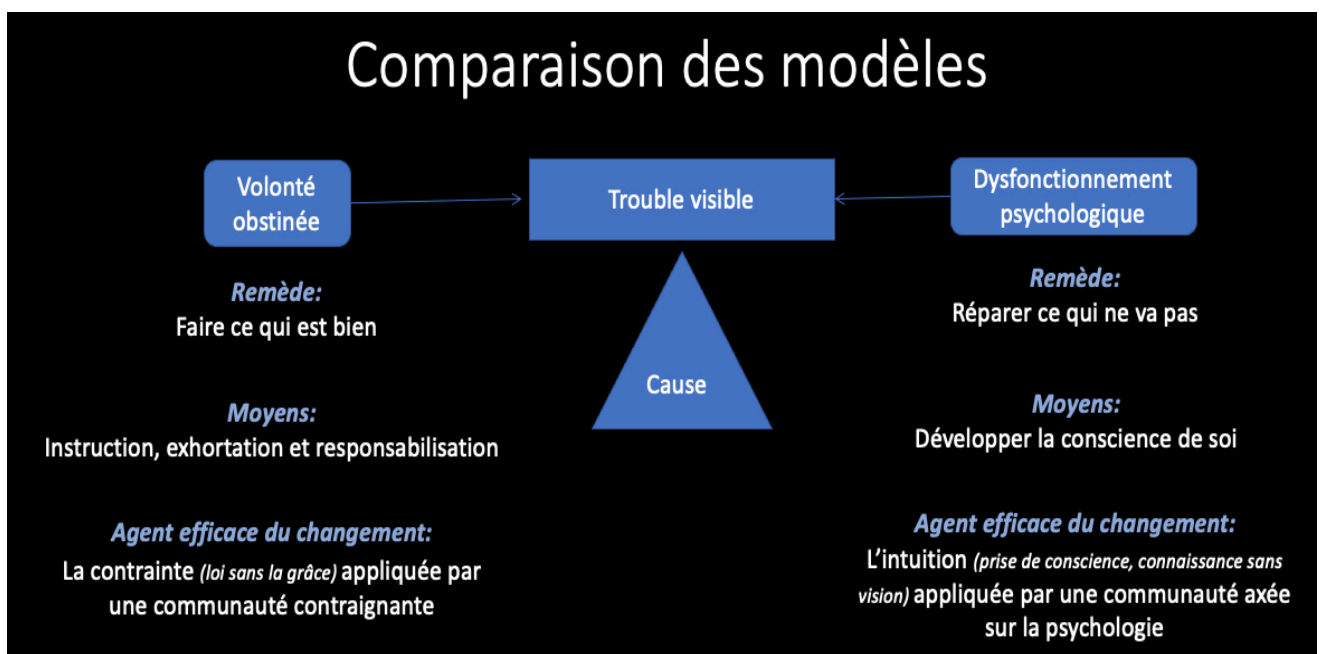 Comparaison des modèles
Volonté
obstinée
Trouble visible
Dysfonctionnement
psychologique
Remède:
Faire ce qui est bien
Moyens:
Instruction, exhortation et responsabilisation
Agent efficace du changement:
La contrainte (loi sans la grâce) appliquée par
une communauté contraignante
Cause
Remède:
Réparer ce qui ne va pas
Moyens:
Développer la conscience de soi
Agent efficace du changement:
L'intuition (prise de conscience, connaissance sans
vision) appliquée par une communauté axée
sur la psychologie